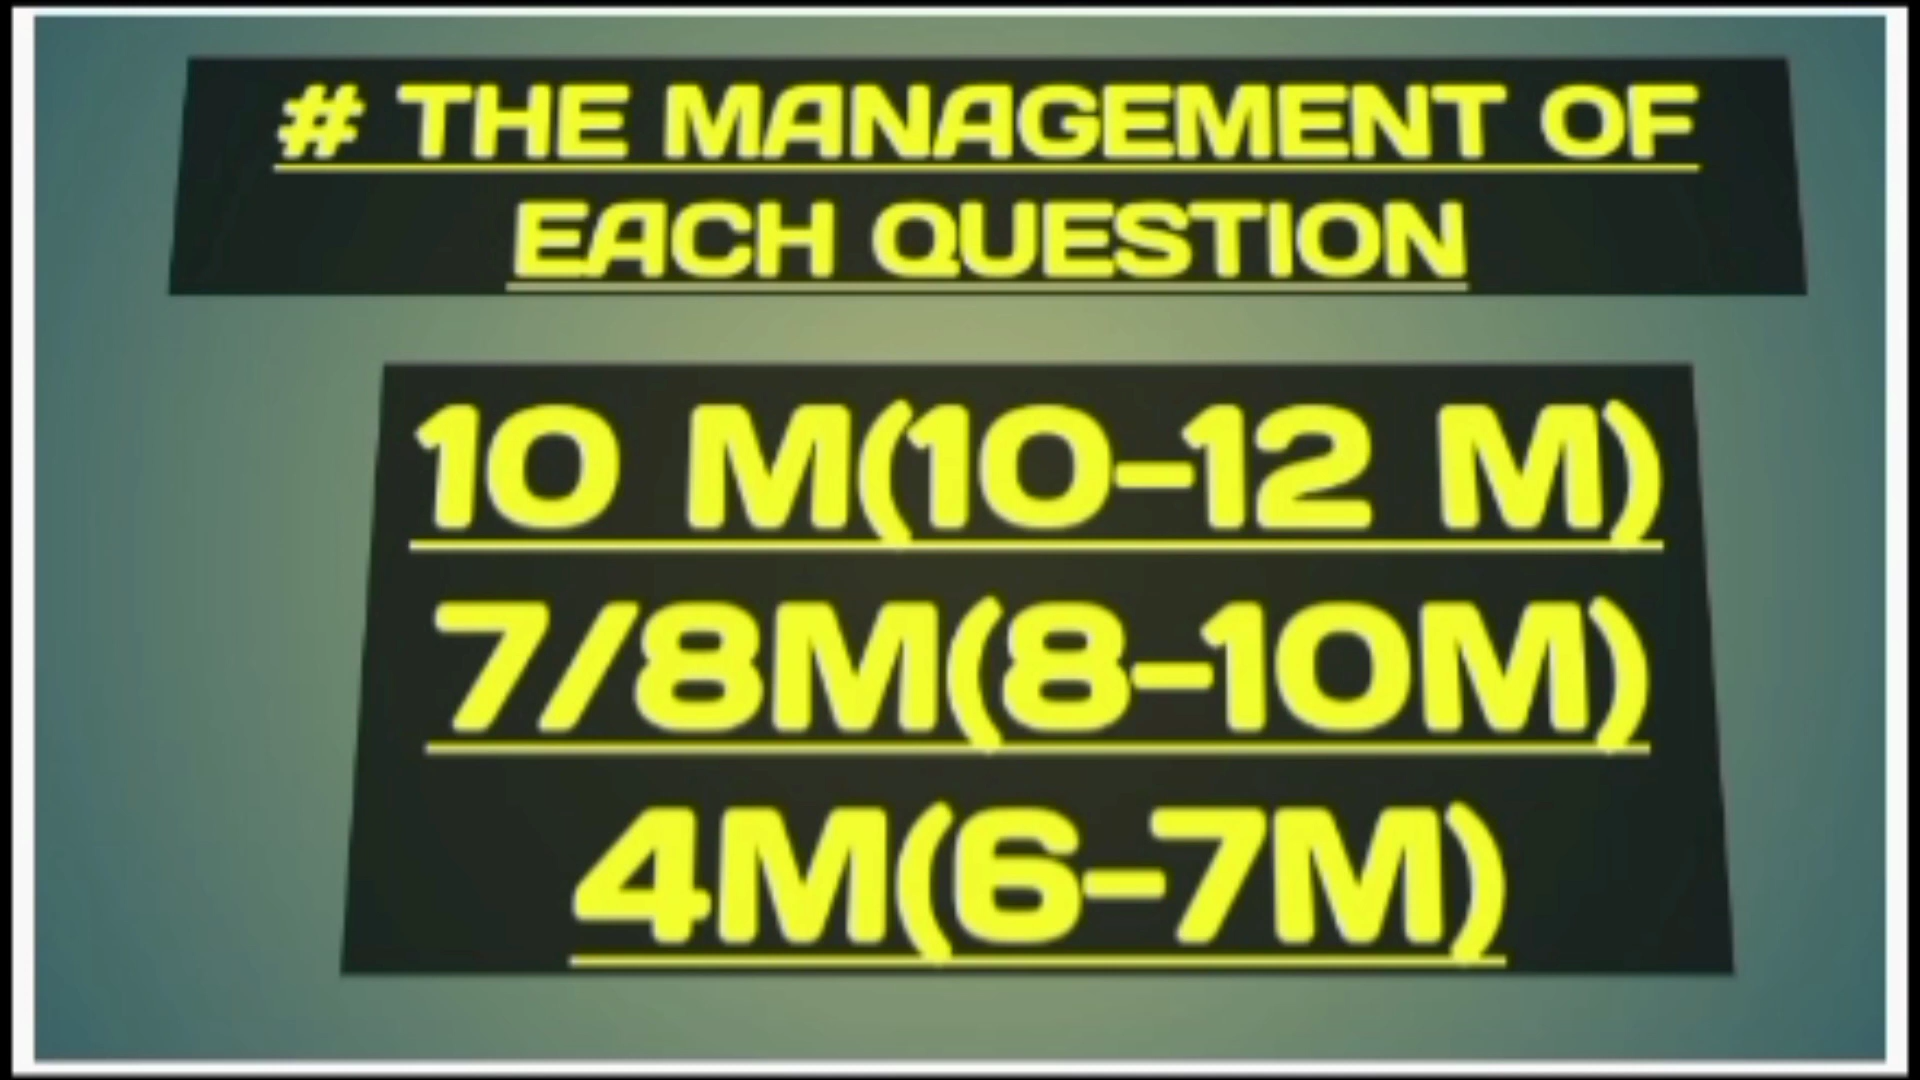 # THE MANAGEMENT OF
EACH QUESTION
10 M(10-12 M)
7/8M(8-10M)
4M(6-7M)